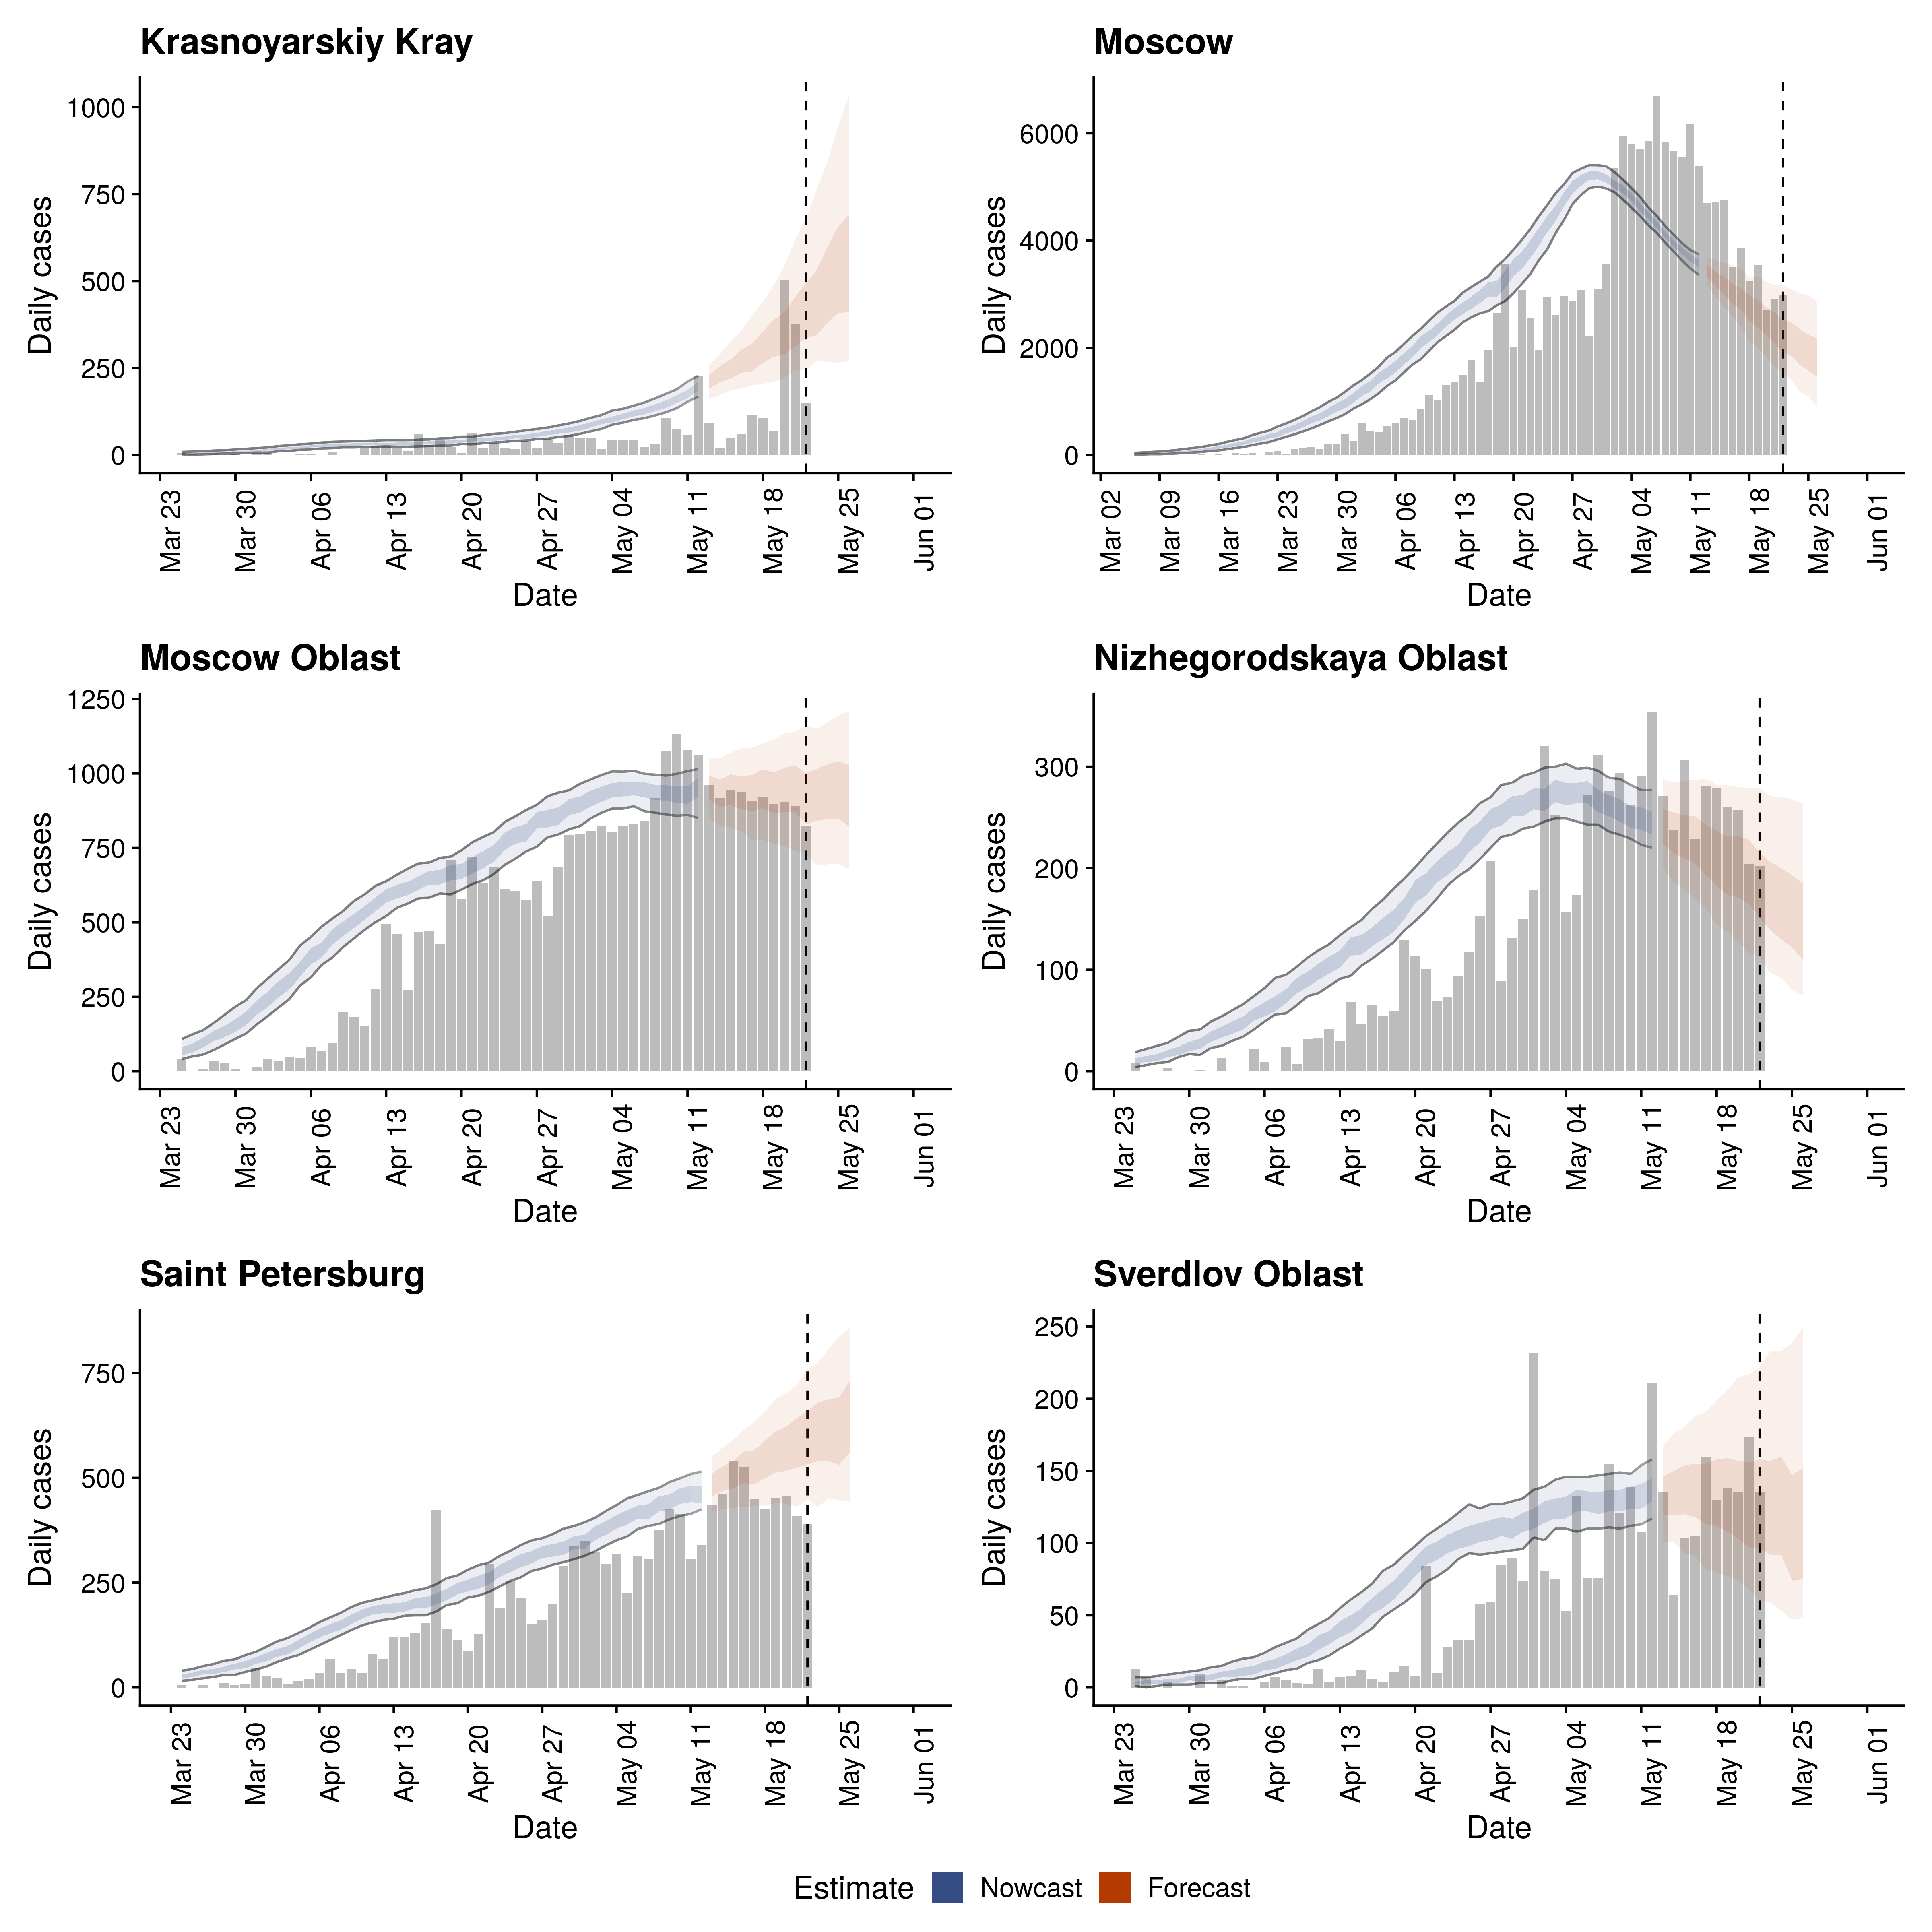 Krasnoyarskiy Kray
Daily cases
1000
750
500
250
0
Mar 23
Mar 30
Apr 06
Apr 13
Apr 20
Apr 27
May 04
May 11
May 18
May 25
Jun 01
Date
Moscow
Daily cases
6000
4000
2000
0
Mar 02
Mar 09
Mar 16
Mar 23
Mar 30
Apr 06
Apr 13
Apr 20
Apr 27
May 04
May 11
May 18
May 25
Jun 01
Date
Moscow Oblast
Daily cases
1250
1000
750
500
250
0
Mar 23
Mar 30
Apr 06
Apr 13
Apr 20
Apr 27
May 04
May 11
May 18
May 25
Jun 01
Date
Nizhegorodskaya Oblast
Daily cases
300
200
100
0
Mar 23
Mar 30
Apr 06
Apr 13
Apr 20
Apr 27
May 04
May 11
May 18
May 25
Jun 01
Date
Saint Petersburg
Daily cases
750
500
250
0
Mar 23
Mar 30
Apr 06
Apr 13
Apr 20
Apr 27
May 04
May 11
May 18
May 25
Jun 01
Date
Sverdlov Oblast
Daily cases
250
200
150
100
50
0
Mar 23
Mar 30
Apr 06
Apr 13
Apr 20
Apr 27
May 04
May 11
May 18
May 25
Jun 01
Date
Estimate Nowcast Forecast